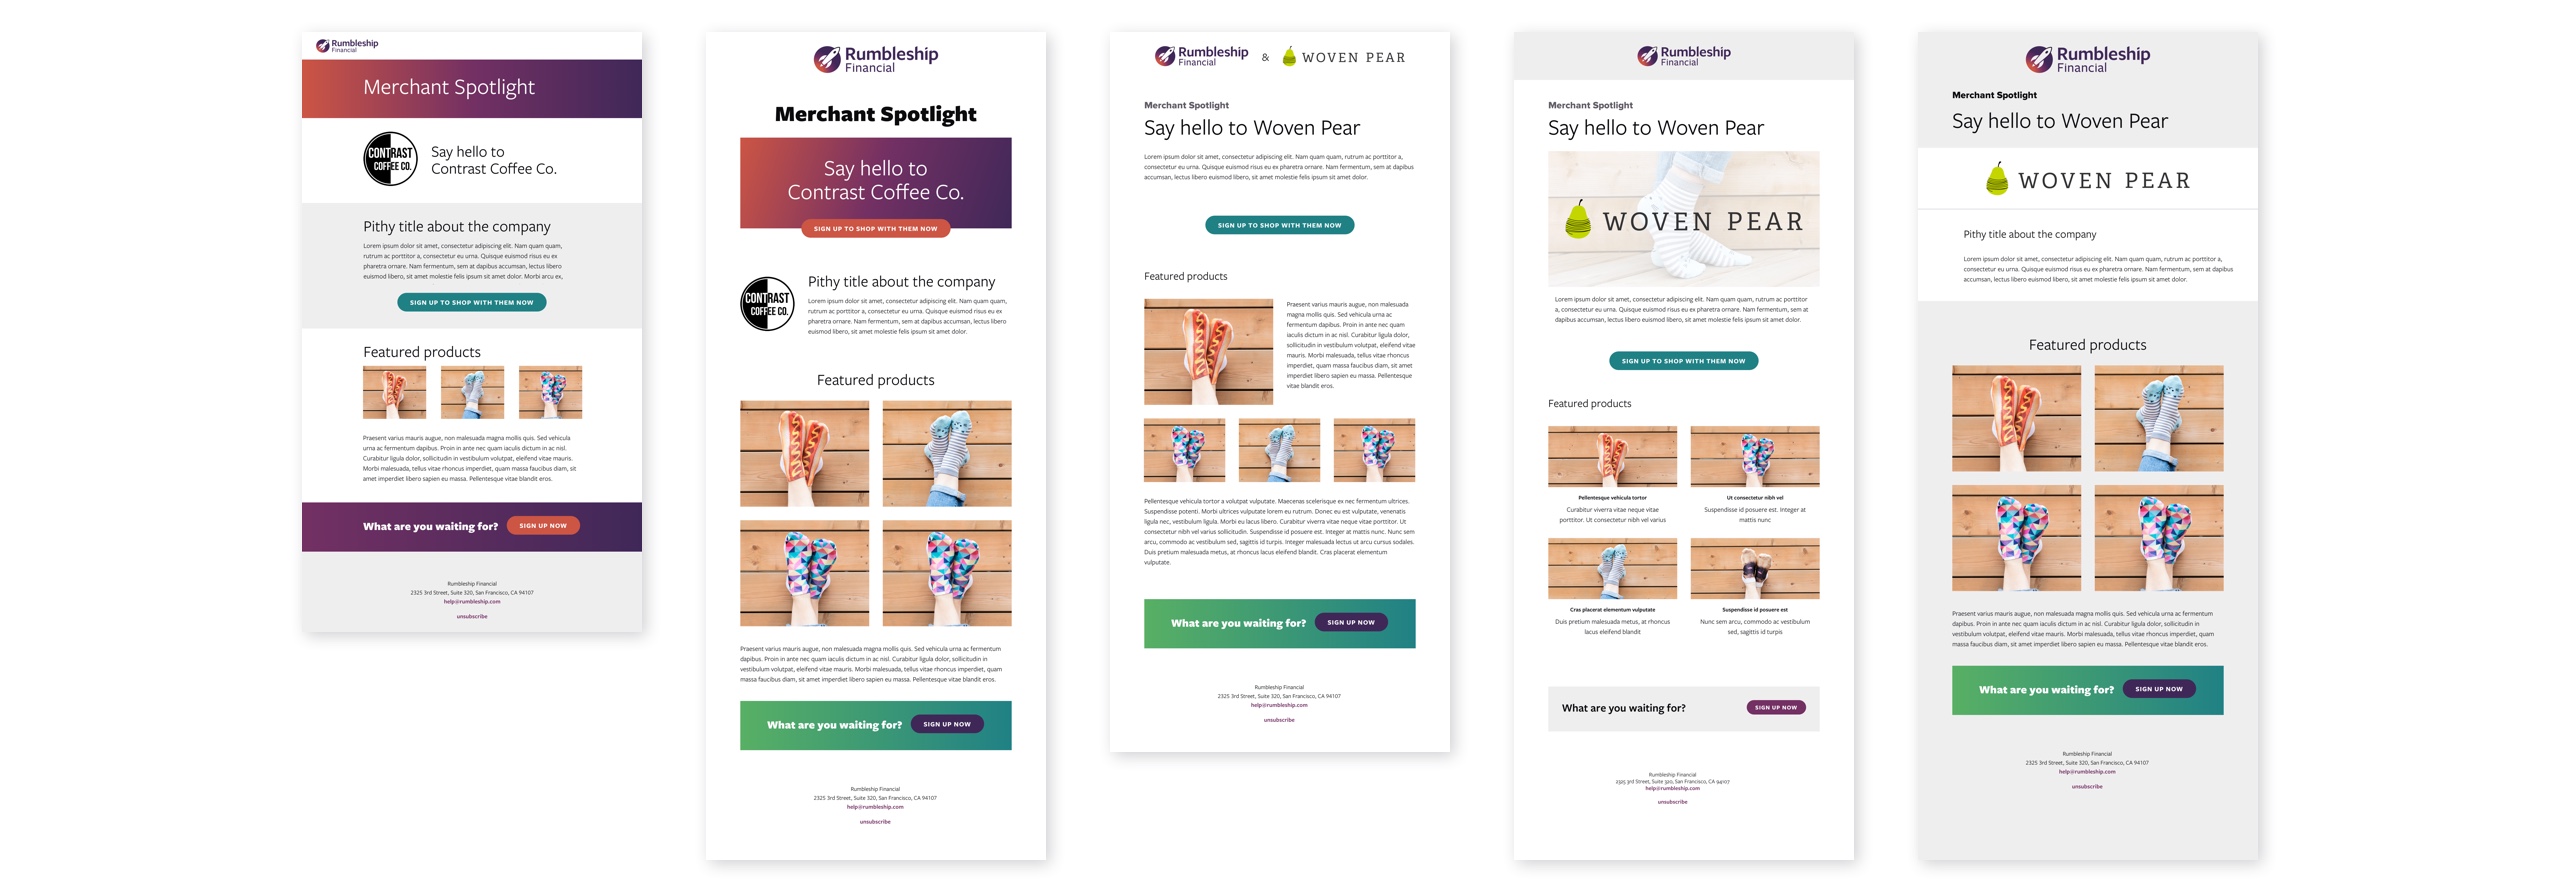 Rumbleship
Financial
Merchant Spotlight
CONTRAST
COFFEE CO.
Say hello to
Contrast Coffee Co.
Pithy title about the company
Lorem ipsum dolor sit amet, consectetur adipiscing elit. Nam quam quam,
rutrum ac porttitor a, consectetur eu urna. Quisque euismod risus eu ex
pharetra ornare. Nam fermentum, sem at dapibus accumsan, lectus libero
euismod libero, sit amet molestie felis ipsum sit amet dolor. Morbi arcu ex,
SIGN UP TO SHOP WITH THEM NOW
Featured products
Praesent varius mauris augue, non malesuada magna mollis quis. Sed vehicula
urna ac fermentum dapibus. Proin in ante nec quam iaculis dictum in ac nisl.
Curabitur ligula dolor, sollicitudin in vestibulum volutpat, eleifend vitae mauris.
Morbi malesuada, tellus vitae rhoncus imperdiet, quam massa faucibus diam, sit
amet imperdiet libero sapien eu massa. Pellentesque vitae blandit eros.
What are you waiting for?
SIGN UP NOW
Rumbleship Financial
2325 3rd Street, Suite 320, San Francisco, CA 94107
help@rumbleship.com
unsubscribe
Rumbleship
Financial
Merchant Spotlight
Say hello to
Contrast Coffee Co.
SIGN UP TO SHOP WITH THEM NOW
CONTRAST
COFFEE CO.
Pithy title about the company
Lorem ipsum dolor sit amet, consectetur adipiscing elit. Nam quam quam,
rutrum ac porttitor a, consectetur eu urna. Quisque euismod risus eu ex
pharetra ornare. Nam fermentum, sem at dapibus accumsan, lectus libero
euismod libero, sit amet molestie felis ipsum sit amet dolor.
Featured products
Praesent varius mauris augue, non malesuada magna mollis quis. Sed vehicula urna ac fermentum
dapibus. Proin in ante nec quam iaculis dictum in ac nisl. Curabitur ligula dolor, sollicitudin in
vestibulum volutpat, eleifend vitae mauris. Morbi malesuada, tellus vitae rhoncus imperdiet, quam
massa faucibus diam, sit amet imperdiet libero sapien eu massa. Pellentesque vitae blandit eros.
What are you waiting for?
SIGN UP NOW
Rumbleship Financial
2325 3rd Street, Suite 320, San Francisco, CA 94107
help@rumbleship.com
unsubscribe
Rumbleship
Financial
&
WOVEN PEAR
Merchant Spotlight
Say hello to Woven Pear
Lorem ipsum dolor sit amet, consectetur adipiscing elit. Nam quam quam, rutrum ac porttitor a,
consectetur eu urna. Quisque euismod risus eu ex pharetra ornare. Nam fermentum, sem at dapibus
accumsan, lectus libero euismod libero, sit amet molestie felis ipsum sit amet dolor.
SIGN UP TO SHOP WITH THEM NOW
Featured products
Praesent varius mauris augue, non malesuada
magna mollis quis. Sed vehicula urna ac
fermentum dapibus. Proin in ante nec quam
iaculis dictum in ac nisl. Curabitur ligula dolor,
sollicitudin in vestibulum volutpat, eleifend vitae
mauris. Morbi malesuada, tellus vitae rhoncus
imperdiet, quam massa faucibus diam, sit amet
imperdiet libero sapien eu massa. Pellentesque
vitae blandit eros.
Pellentesque vehicula tortor a volutpat vulputate. Maecenas scelerisque ex nec fermentum ultrices.
Suspendisse potenti. Morbi ultrices vulputate lorem eu rutrum. Donec eu est vulputate, venenatis
ligula nec, vestibulum ligula. Morbi eu lacus libero. Curabitur viverra vitae neque vitae porttitor. Ut
consectetur nibh vel varius sollicitudin. Suspendisse id posuere est. Integer at mattis nunc. Nunc sem
arcu, commodo ac vestibulum sed, sagittis id turpis. Integer malesuada lectus ut arcu cursus sodales.
Duis pretium malesuada metus, at rhoncus lacus eleifend blandit. Cras placerat elementum
vulputate.
What are you waiting for?
SIGN UP NOW
Rumbleship Financial
2325 3rd Street, Suite 320, San Francisco, CA 94107
help@rumbleship.com
unsubscribe
Rumbleship
Financial
Merchant Spotlight
Say hello to Woven Pear
WOVEN PEAR
Lorem ipsum dolor sit amet, consectetur adipiscing elit. Nam quam quam, rutrum ac porttitor
a, consectetur eu urna. Quisque euismod risus eu ex pharetra ornare. Nam fermentum, sem at
dapibus accumsan, lectus libero euismod libero, sit amet molestie felis ipsum sit amet dolor.
SIGN UP TO SHOP WITH THEM NOW
Featured products
Pellentesque vehicula tortor
Curabitur viverra vitae neque vitae
porttitor. Ut consectetur nibh vel varius
Ut consectetur nibh vel
Suspendisse id posuere est. Integer at
mattis nunc
Cras placerat elementum vulputate
Duis pretium malesuada metus, at rhoncus
lacus eleifend blandit
Suspendisse id posuere est
Nunc sem arcu, commodo ac vestibulum
sed, sagittis id turpis
What are you waiting for?
SIGN UP NOW
Rumbleship Financial
2325 3rd Street, Suite 320, San Francisco, CA 94107
help@rumbleship.com
unsubscribe
Rumbleship
Financial
Merchant Spotlight
Say hello to Woven Pear
WOVEN PEAR
Pithy title about the company
Lorem ipsum dolor sit amet, consectetur adipiscing elit. Nam quam quam, rutrum ac porttitor a,
consectetur eu urna. Quisque euismod risus eu ex pharetra ornare. Nam fermentum, sem at dapibus
accumsan, lectus libero euismod libero, sit amet molestie felis ipsum sit amet dolor.
Featured products
Praesent varius mauris augue, non malesuada magna mollis quis. Sed vehicula urna ac fermentum
dapibus. Proin in ante nec quam iaculis dictum in ac nisl. Curabitur ligula dolor, sollicitudin in
vestibulum volutpat, eleifend vitae mauris. Morbi malesuada, tellus vitae rhoncus imperdiet, quam
massa faucibus diam, sit amet imperdiet libero sapien eu massa. Pellentesque vitae blandit eros.
What are you waiting for?
SIGN UP NOW
Rumbleship Financial
2325 3rd Street, Suite 320, San Francisco, CA 94107
help@rumbleship.com
unsubscribe